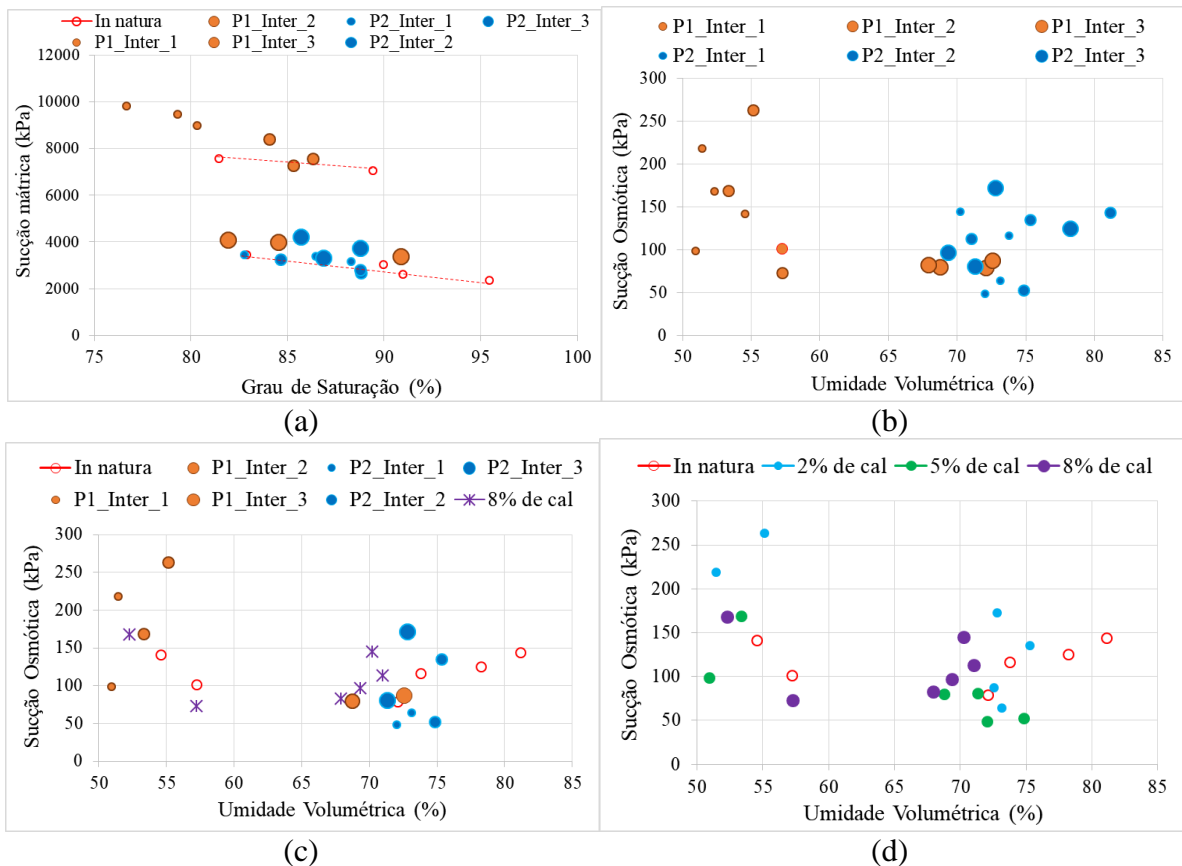 In natura P1_Inter_2 P2_Inter_1 P2_Inter_3
P1_Inter_1 P1_Inter_3 P2_Inter_2
Sucção mátrica (kPa)
12000
10000
8000
6000
4000
2000
0
75 80 85 90 95 100
Grau de Saturação (%)
(a)
P1_Inter_1 P1_Inter_2 P1_Inter_3
P2_Inter_1 P2_Inter_2 P2_Inter_3
Sucção Osmótica (kPa)
300
250
200
150
100
50
0
50 55 60 65 70 75 80 85
Umidade Volumétrica (%)
(b)
In natura P1_Inter_2 P2_Inter_1 P2_Inter_3
P1_Inter_1 P1_Inter_3 P2_Inter_2 8% de cal
Sucção Osmótica (kPa)
300
250
200
150
100
50
0
50 55 60 65 70 75 80 85
Umidade Volumétrica (%)
(c)
In natura 2% de cal 5% de cal 8% de cal
Sucção Osmótica (kPa)
300
250
200
150
100
50
0
50 55 60 65 70 75 80 85
Umidade Volumétrica (%)
(d)